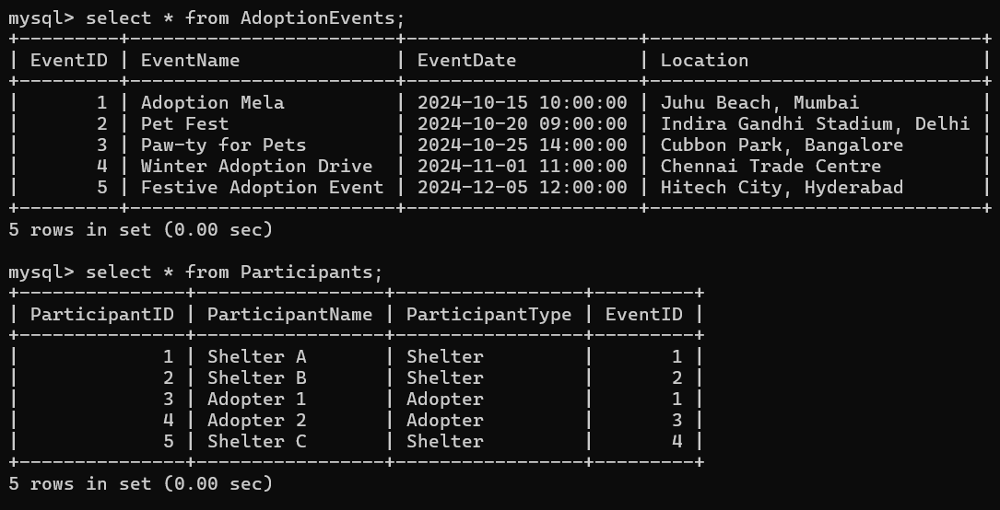 mysql> select * from AdoptionEvents;
+---------+------------------------+---------------------+------------------------------+
| EventID | EventName              | EventDate           | Location                     |
+---------+------------------------+---------------------+------------------------------+
|       1 | Adoption Mela          | 2024-10-15 10:00:00 | Juhu Beach, Mumbai           |
|       2 | Pet Fest               | 2024-10-20 09:00:00 | Indira Gandhi Stadium, Delhi |
|       3 | Paw-ty for Pets        | 2024-10-25 14:00:00 | Cubbon Park, Bangalore       |
|       4 | Winter Adoption Drive  | 2024-11-01 11:00:00 | Chennai Trade Centre         |
|       5 | Festive Adoption Event | 2024-12-05 12:00:00 | Hitech City, Hyderabad       |
+---------+------------------------+---------------------+------------------------------+
5 rows in set (0.00 sec)

mysql> select * from Participants;
+---------------+-----------------+-----------------+---------+
| ParticipantID | ParticipantName | ParticipantType | EventID |
+---------------+-----------------+-----------------+---------+
|             1 | Shelter A       | Shelter         |       1 |
|             2 | Shelter B       | Shelter         |       2 |
|             3 | Adopter 1       | Adopter         |       1 |
|             4 | Adopter 2       | Adopter         |       3 |
|             5 | Shelter C       | Shelter         |       4 |
+---------------+-----------------+-----------------+---------+
5 rows in set (0.00 sec)